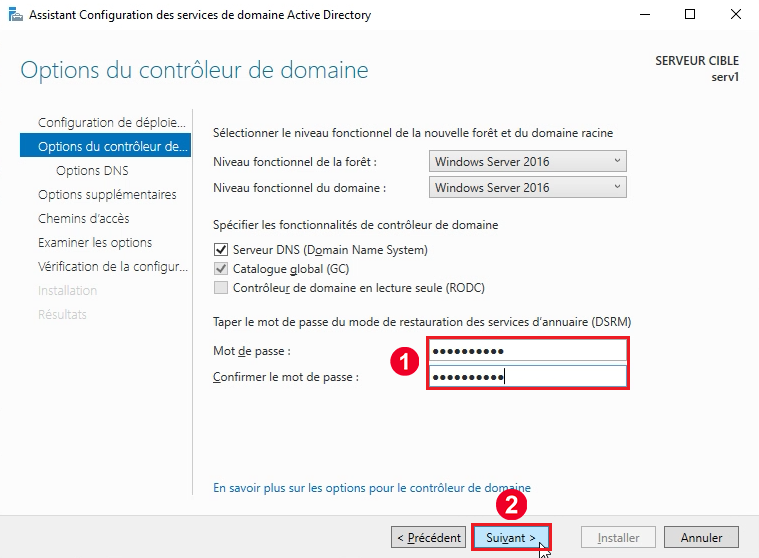 Assistant Configuration des services de domaine Active Directory
Options du contrôleur de domaine
SERVEUR CIBLE
serv1
Configuration de déploie...
Options du contrôleur de...
Options DNS
Options supplémentaires
Chemins d’accès
Examiner les options
Vérification de la configur...
Installation
Résultats
Sélectionner le niveau fonctionnel de la nouvelle forêt et du domaine racine
Niveau fonctionnel de la forêt : Windows Server 2016
Niveau fonctionnel du domaine : Windows Server 2016
Spécifier les fonctionnalités de contrôleur de domaine
Serveur DNS (Domain Name System)
Catalogue global (GC)
Contrôleur de domaine en lecture seule (RODC)
Taper le mot de passe du mode de restauration des services d’annuaire (DSRM)
Mot de passe : ••••••••••
1
Confirmer le mot de passe : ••••••••••
En savoir plus sur les options pour le contrôleur de domaine
2
< Précédent Suivant > Installer Annuler